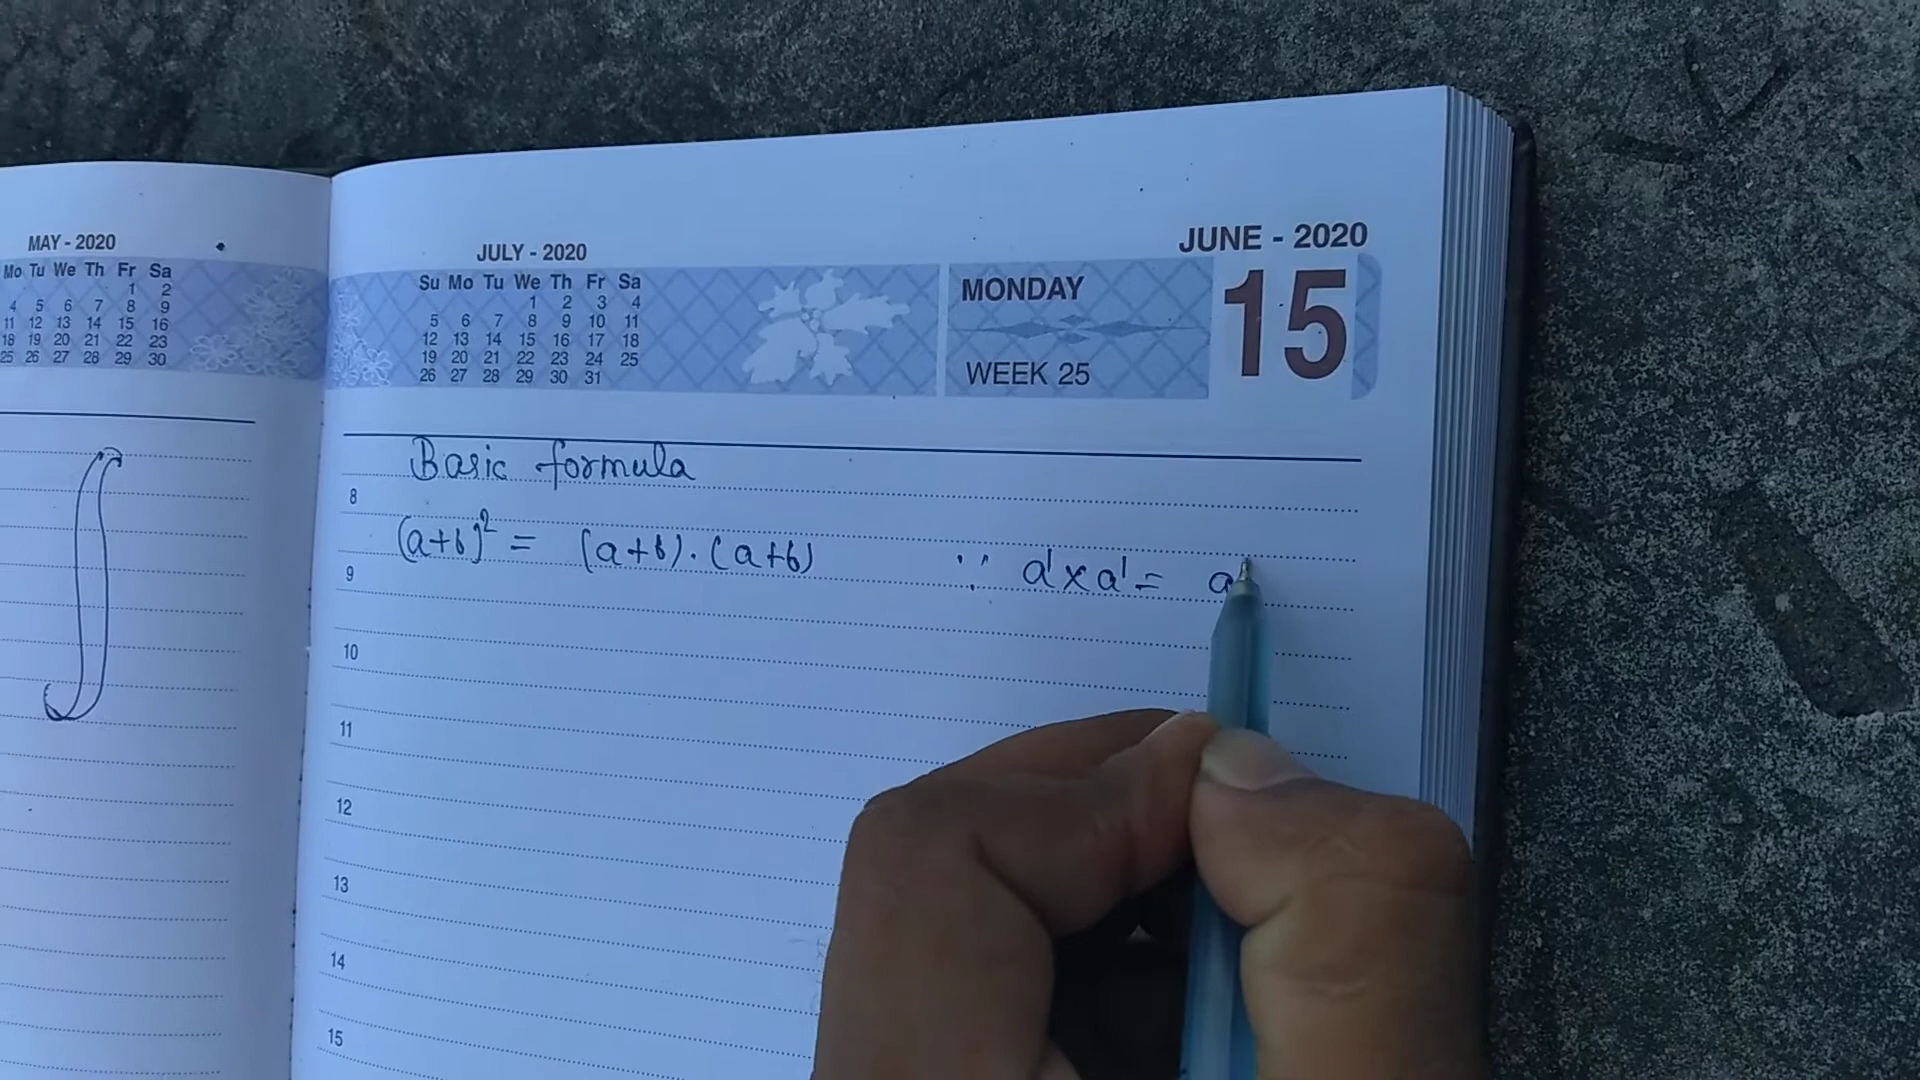 MAY - 2020
Mo Tu We Th Fr Sa
1 2
4 5 6 7 8 9
11 12 13 14 15 16
18 19 20 21 22 23
25 26 27 28 29 30
JULY - 2020
Su Mo Tu We Th Fr Sa
1 2 3 4
5 6 7 8 9 10 11
12 13 14 15 16 17 18
19 20 21 22 23 24 25
26 27 28 29 30 31
JUNE - 2020
MONDAY
15
WEEK 25
Basic formula
8
(a+b)² = (a+b)·(a+b) ∵ a¹×a¹= a
9
10
11
12
13
14
15